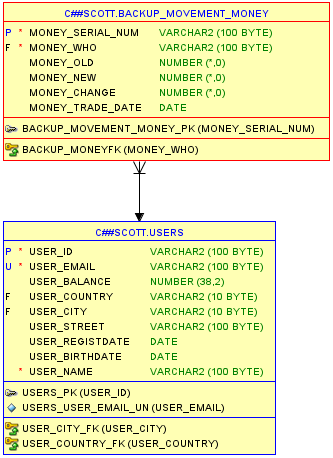 C##SCOTT.BACKUP_MOVEMENT_MONEY
P * MONEY_SERIAL_NUM VARCHAR2 (100 BYTE)
F * MONEY_WHO VARCHAR2 (100 BYTE)
MONEY_OLD NUMBER (*,0)
MONEY_NEW NUMBER (*,0)
MONEY_CHANGE NUMBER (*,0)
MONEY_TRADE_DATE DATE
BACKUP_MOVEMENT_MONEY_PK (MONEY_SERIAL_NUM)
BACKUP_MONEYFK (MONEY_WHO)
C##SCOTT.USERS
P * USER_ID VARCHAR2 (100 BYTE)
U * USER_EMAIL VARCHAR2 (100 BYTE)
USER_BALANCE NUMBER (38,2)
F USER_COUNTRY VARCHAR2 (10 BYTE)
F USER_CITY VARCHAR2 (10 BYTE)
USER_STREET VARCHAR2 (100 BYTE)
USER_REGISTDATE DATE
USER_BIRTHDATE DATE
* USER_NAME VARCHAR2 (100 BYTE)
USERS_PK (USER_ID)
USERS_USER_EMAIL_UN (USER_EMAIL)
USER_CITY_FK (USER_CITY)
USER_COUNTRY_FK (USER_COUNTRY)